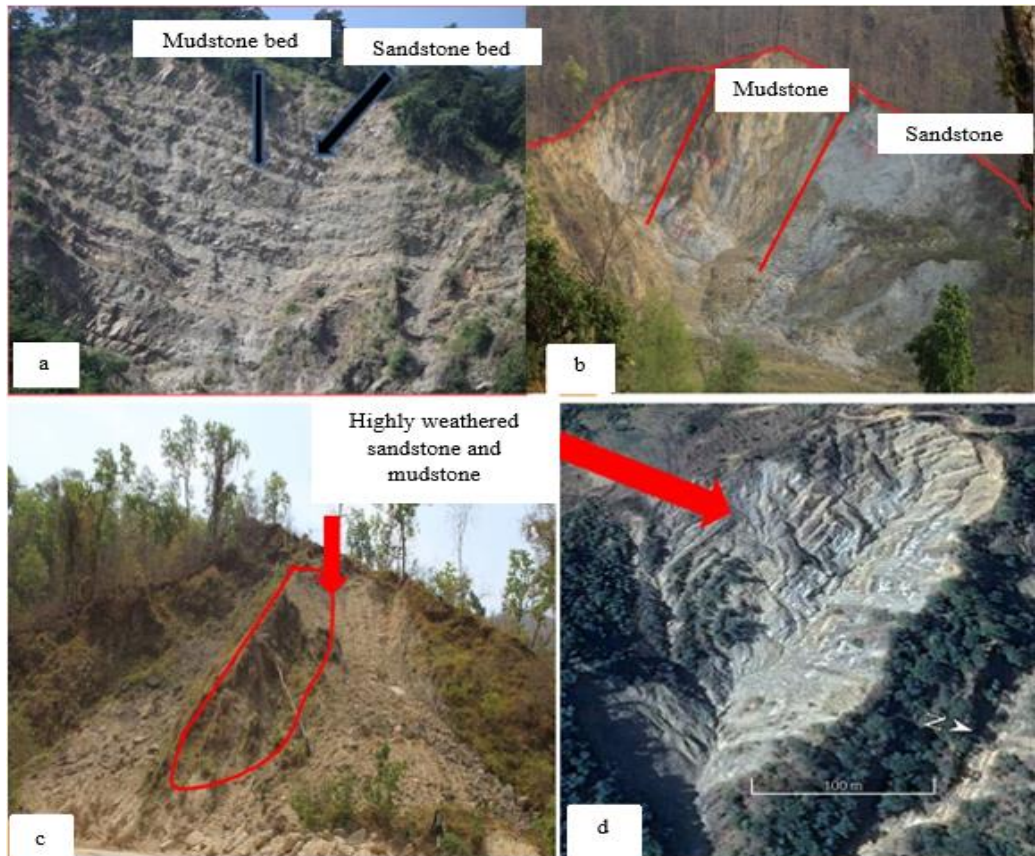 Mudstone bed
Sandstone bed
a
Mudstone
Sandstone
b
Highly weathered
sandstone and
mudstone
c
N
100 m
d